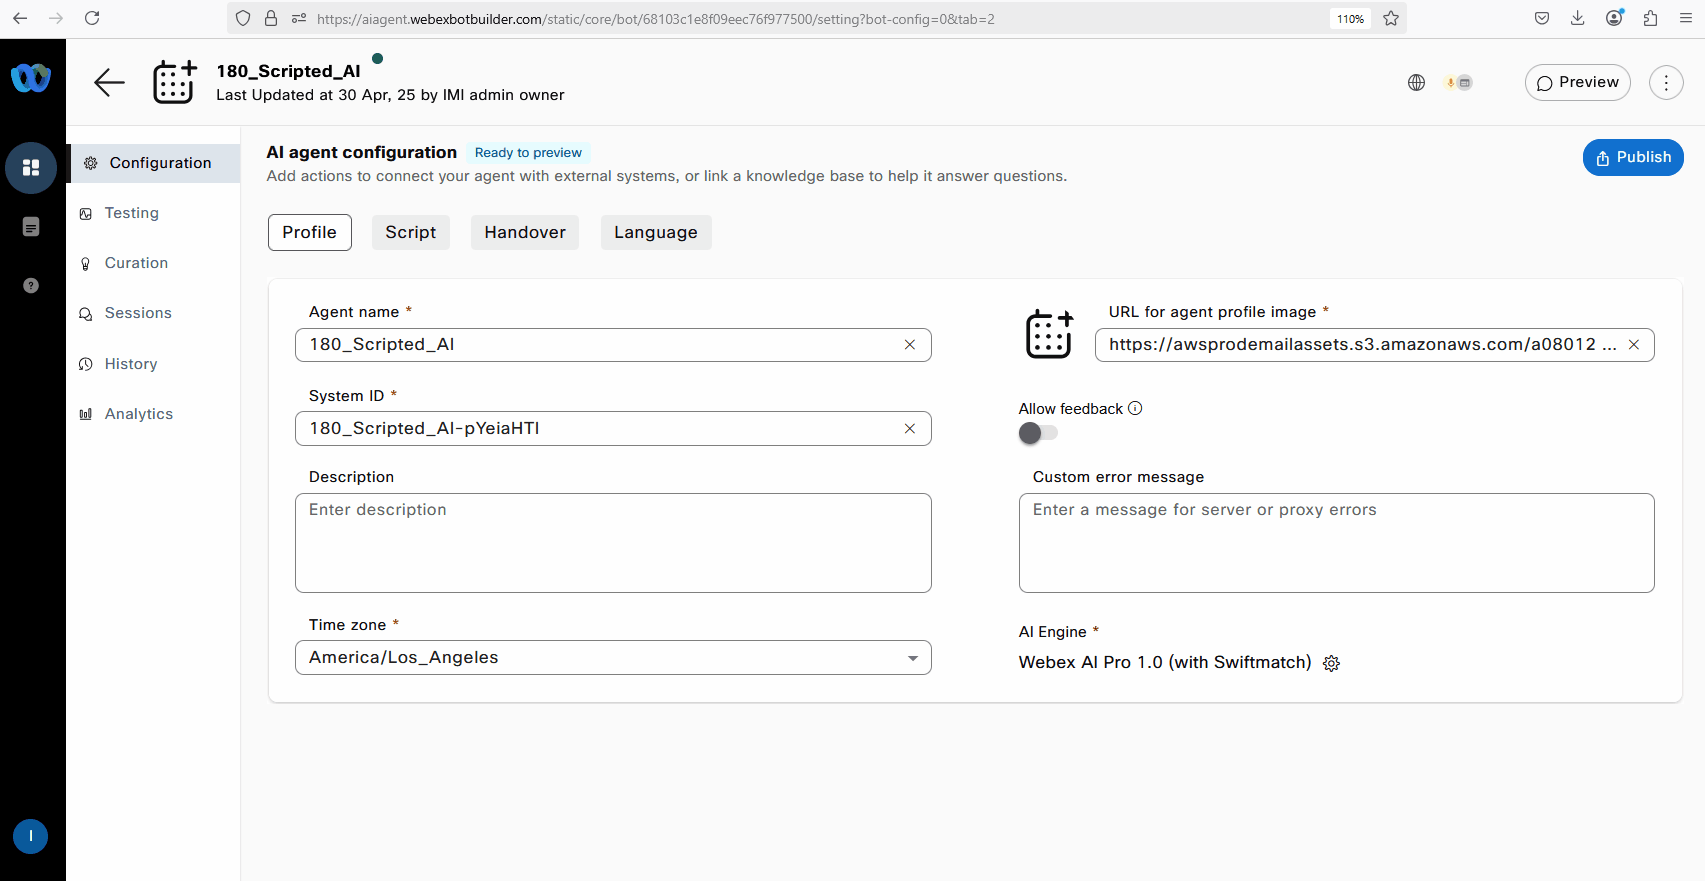 https://aiagent.webexbotbuilder.com/static/core/bot/68103c1e8f09eec76f977500/setting?bot-config=0&tab=2
110%
180_Scripted_AI
Last Updated at 30 Apr, 25 by IMI admin owner
Preview
Configuration
Testing
Curation
Sessions
History
Analytics
I
AI agent configuration Ready to preview
Add actions to connect your agent with external systems, or link a knowledge base to help it answer questions.
Publish
Profile Script Handover Language
Agent name *
180_Scripted_AI
URL for agent profile image *
https://awsprodemailassets.s3.amazonaws.com/a08012 ...
System ID *
180_Scripted_AI-pYeiaHTI
Allow feedback
Description
Enter description
Custom error message
Enter a message for server or proxy errors
Time zone *
America/Los_Angeles
AI Engine *
Webex AI Pro 1.0 (with Swiftmatch)